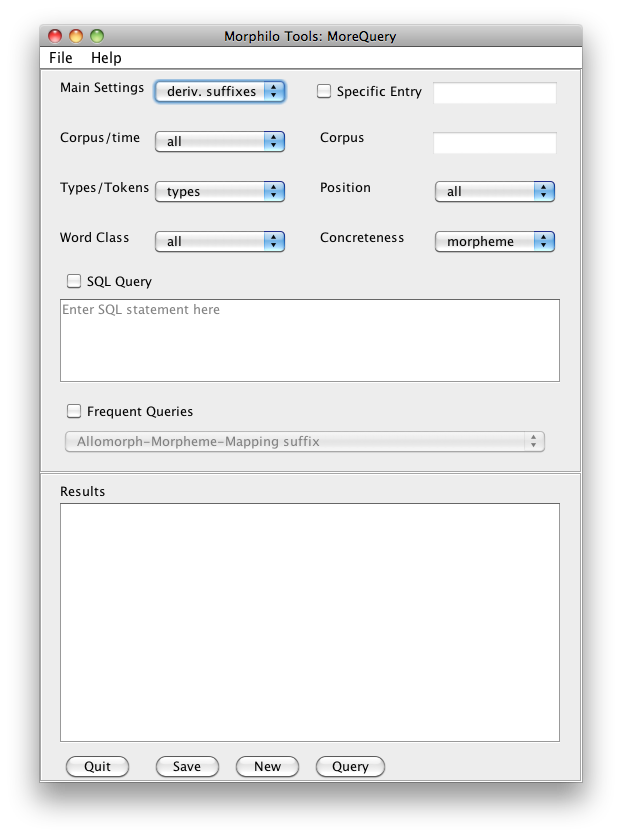 Morphilo Tools: MoreQuery
File Help
Main Settings deriv. suffixes Specific Entry
Corpus/time all Corpus
Types/Tokens types Position all
Word Class all Concreteness morpheme
SQL Query
Enter SQL statement here
Frequent Queries
Allomorph-Morpheme-Mapping suffix
Results
Quit Save New Query